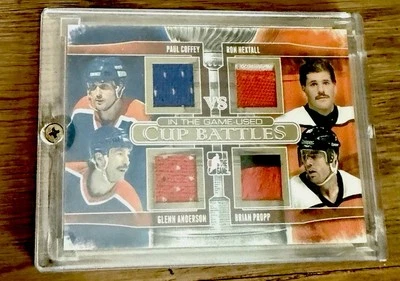 PAUL COFFEY
RON HEXTALL
VS
IN THE GAME-USED
CUP BATTLES
GLENN ANDERSON
BRIAN PROPP